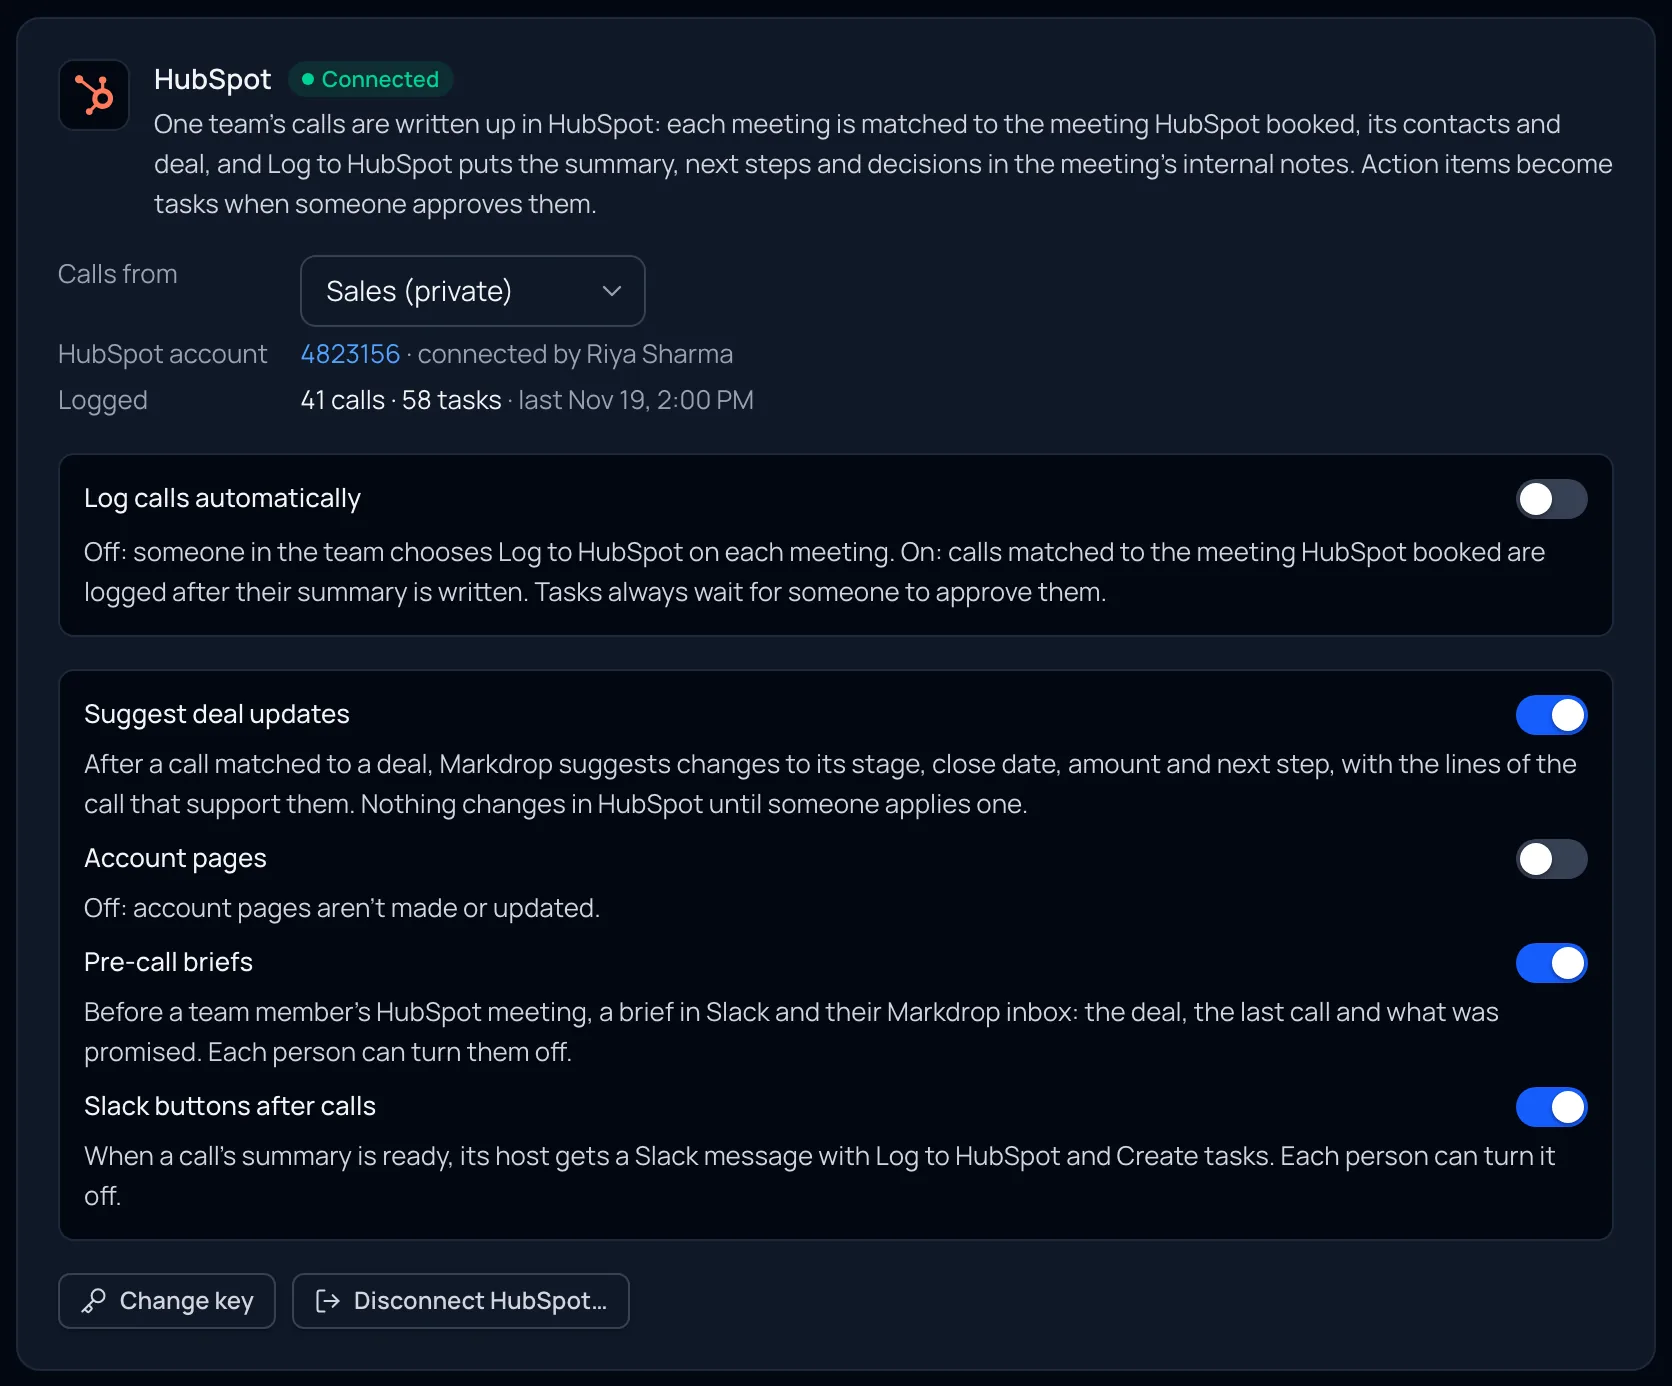 HubSpot
Connected
One team's calls are written up in HubSpot: each meeting is matched to the meeting HubSpot booked, its contacts and
deal, and Log to HubSpot puts the summary, next steps and decisions in the meeting's internal notes. Action items become
tasks when someone approves them.
Calls from
Sales (private)
HubSpot account
4823156 · connected by Riya Sharma
Logged
41 calls · 58 tasks · last Nov 19, 2:00 PM
Log calls automatically
Off: someone in the team chooses Log to HubSpot on each meeting. On: calls matched to the meeting HubSpot booked are
logged after their summary is written. Tasks always wait for someone to approve them.
Suggest deal updates
After a call matched to a deal, Markdrop suggests changes to its stage, close date, amount and next step, with the lines of the
call that support them. Nothing changes in HubSpot until someone applies one.
Account pages
Off: account pages aren't made or updated.
Pre-call briefs
Before a team member's HubSpot meeting, a brief in Slack and their Markdrop inbox: the deal, the last call and what was
promised. Each person can turn them off.
Slack buttons after calls
When a call's summary is ready, its host gets a Slack message with Log to HubSpot and Create tasks. Each person can turn it
off.
Change key
Disconnect HubSpot...